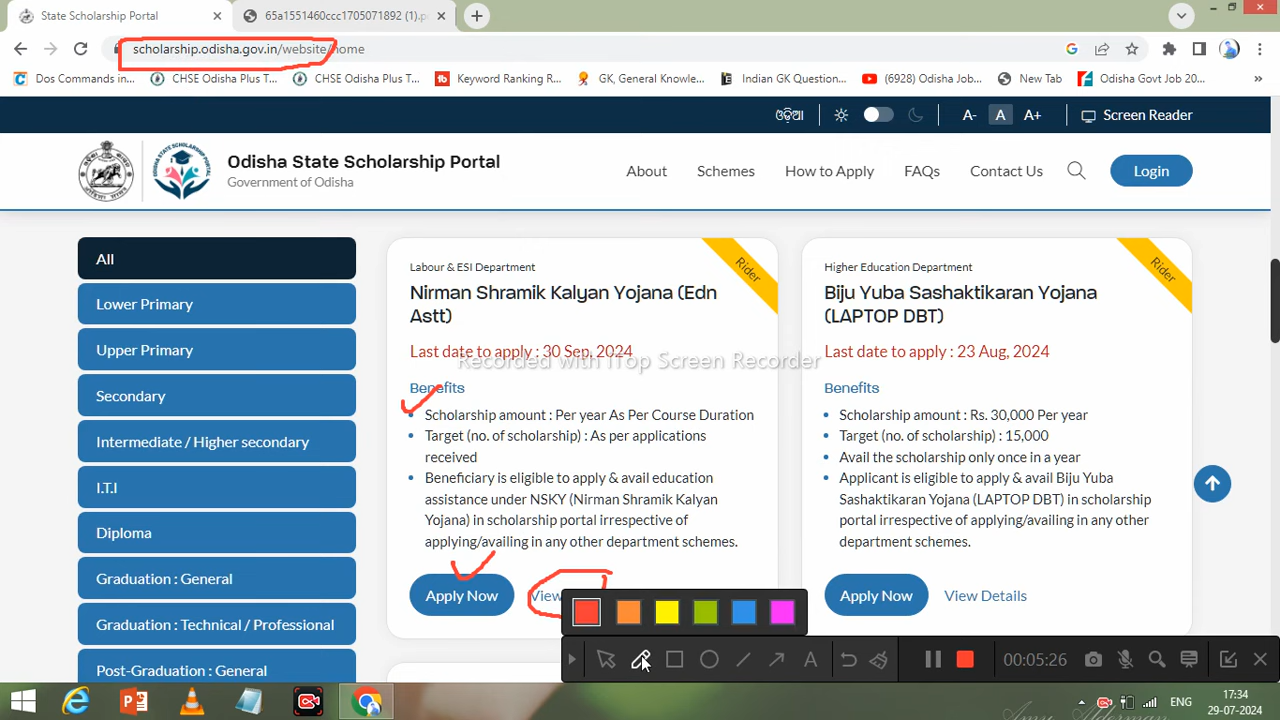 State Scholarship Portal
65a1551460ccc1705071892 (1).p
scholarship.odisha.gov.in/website/home
Dos Commands in...
CHSE Odisha Plus T...
CHSE Odisha Plus T...
Keyword Ranking R...
GK, General Knowle...
Indian GK Question...
(6928) Odisha Job...
New Tab
Odisha Govt Job 20...
»
ଓଡ଼ିଆ
A-
A
A+
Screen Reader
Odisha State Scholarship Portal
Government of Odisha
About
Schemes
How to Apply
FAQs
Contact Us
Login
All
Lower Primary
Upper Primary
Secondary
Intermediate / Higher secondary
I.T.I
Diploma
Graduation : General
Graduation : Technical / Professional
Post-Graduation : General
Labour & ESI Department
Rider
Nirman Shramik Kalyan Yojana (Edn
Astt)
Last date to apply : 30 Sep, 2024
Recorded with iTop Screen Recorder
Benefits
Scholarship amount : Per year As Per Course Duration
Target (no. of scholarship) : As per applications
received
Beneficiary is eligible to apply & avail education
assistance under NSKY (Nirman Shramik Kalyan
Yojana) in scholarship portal irrespective of
applying/availing in any other department schemes.
Apply Now
View
Higher Education Department
Rider
Biju Yuba Sashaktikaran Yojana
(LAPTOP DBT)
Last date to apply : 23 Aug, 2024
Benefits
Scholarship amount : Rs. 30,000 Per year
Target (no. of scholarship) : 15,000
Avail the scholarship only once in a year
Applicant is eligible to apply & avail Biju Yuba
Sashaktikaran Yojana (LAPTOP DBT) in scholarship
portal irrespective of applying/availing in any other
department schemes.
Apply Now
View Details
A
00:05:26
ENG
17:34
29-07-2024